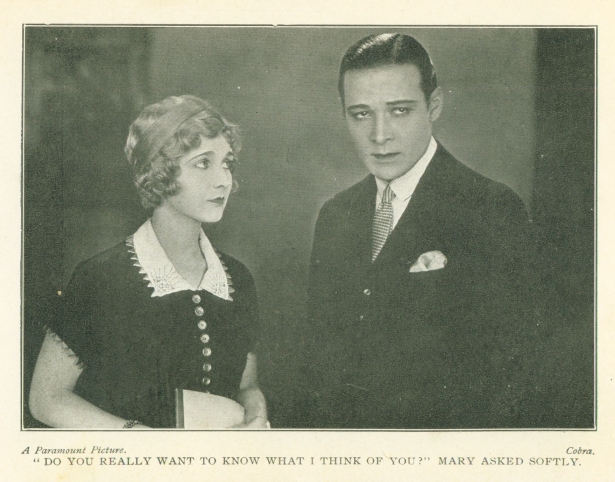 A Paramount Picture. Cobra.
"DO YOU REALLY WANT TO KNOW WHAT I THINK OF YOU?" MARY ASKED SOFTLY.